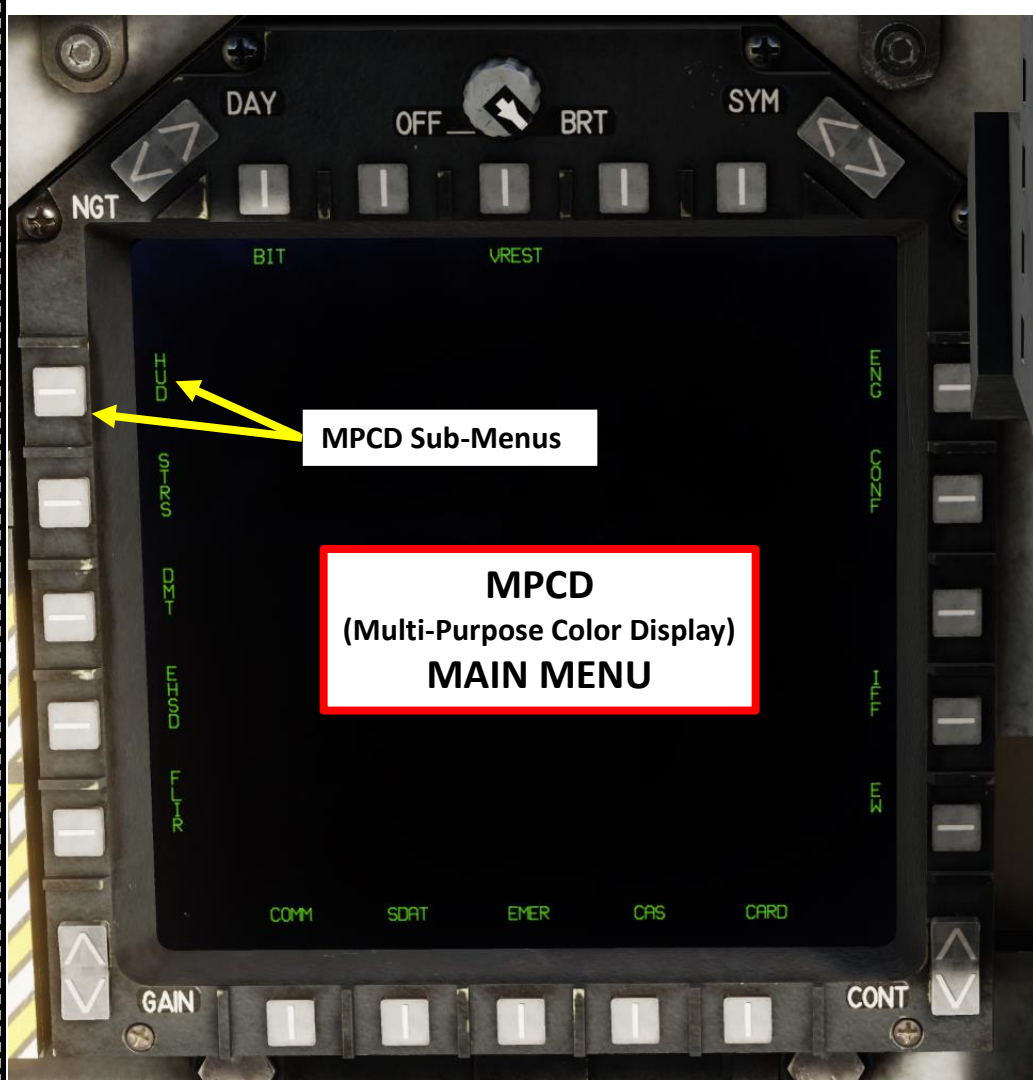 DAY
OFF
BRT
SYM
NGT
BIT
VREST
HUD
ENG
MPCD Sub-Menus
STRS
CONF
MPCD
(Multi-Purpose Color Display)
MAIN MENU
DMT
EHSD
IFF
FLIR
EW
COMM
SDAT
EMER
CAS
CARD
GAIN
CONT